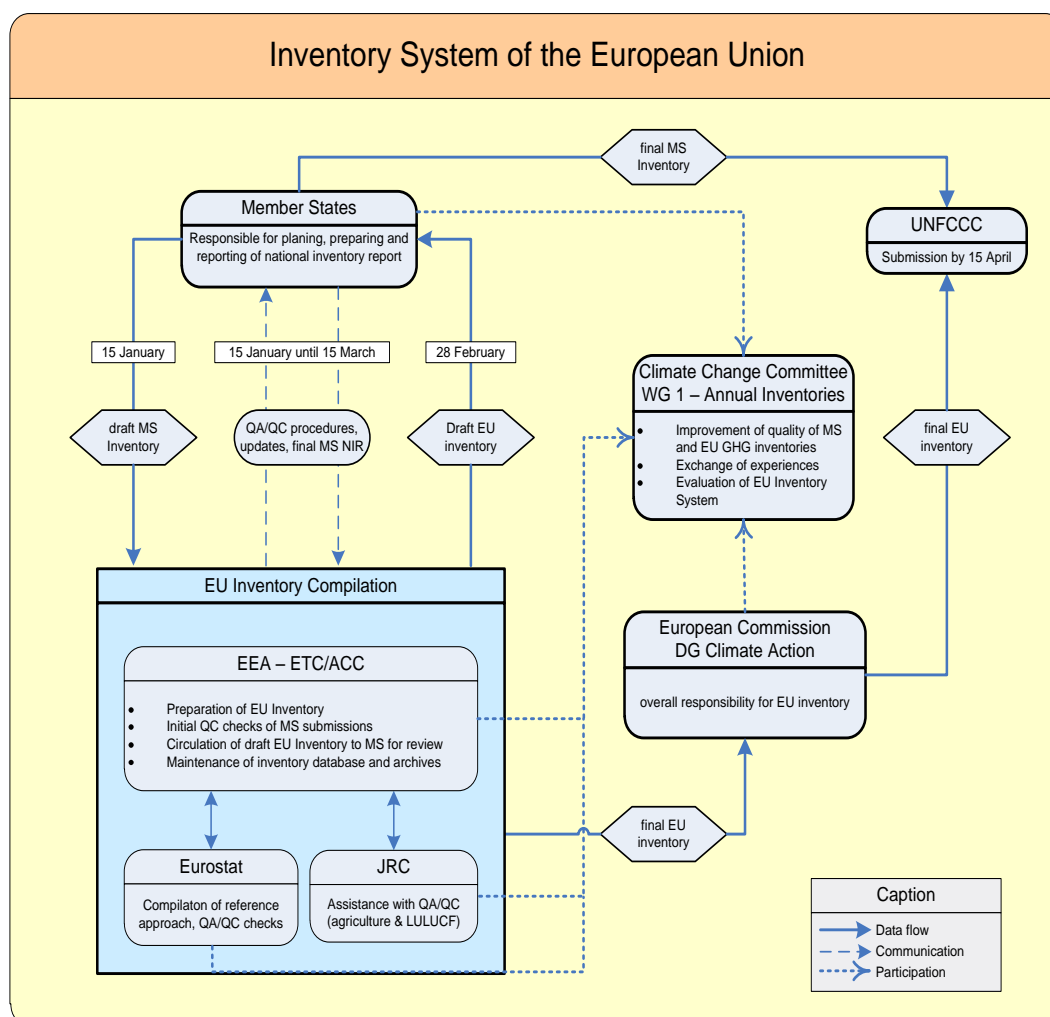 Inventory System of the European Union
final MS
Inventory
Member States
Responsible for planing, preparing and
reporting of national inventory report
UNFCCC
Submission by 15 April
15 January
15 January until 15 March
28 February
Climate Change Committee
WG 1 – Annual Inventories
• Improvement of quality of MS
and EU GHG inventories
• Exchange of experiences
• Evaluation of EU Inventory
System
draft MS
Inventory
QA/QC procedures,
updates, final MS NIR
Draft EU
inventory
final EU
inventory
EU Inventory Compilation
EEA – ETC/ACC
• Preparation of EU Inventory
• Initial QC checks of MS submissions
• Circulation of draft EU Inventory to MS for review
• Maintenance of inventory database and archives
European Commission
DG Climate Action
overall responsibility for EU inventory
final EU
inventory
Eurostat
Compilaton of reference
approach, QA/QC checks
JRC
Assistance with QA/QC
(agriculture & LULUCF)
Caption
Data flow
Communication
Participation